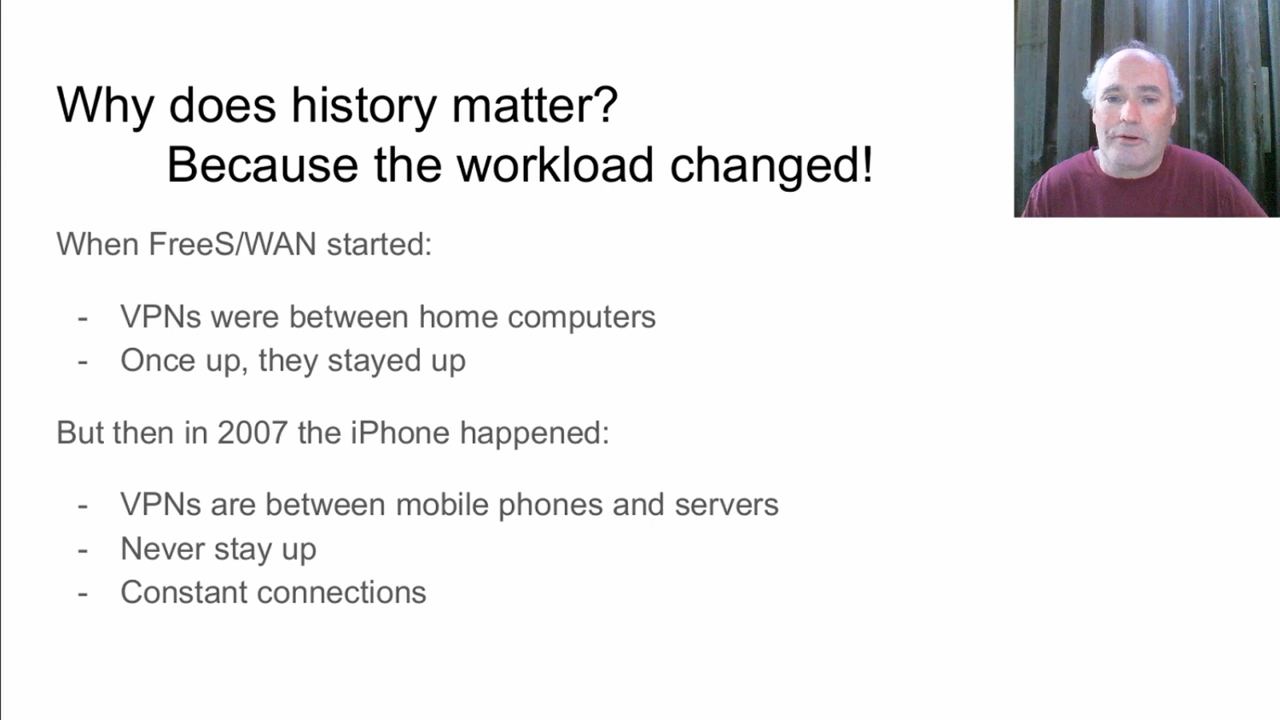 Why does history matter?
Because the workload changed!
When FreeS/WAN started:
- VPNs were between home computers
- Once up, they stayed up
But then in 2007 the iPhone happened:
- VPNs are between mobile phones and servers
- Never stay up
- Constant connections